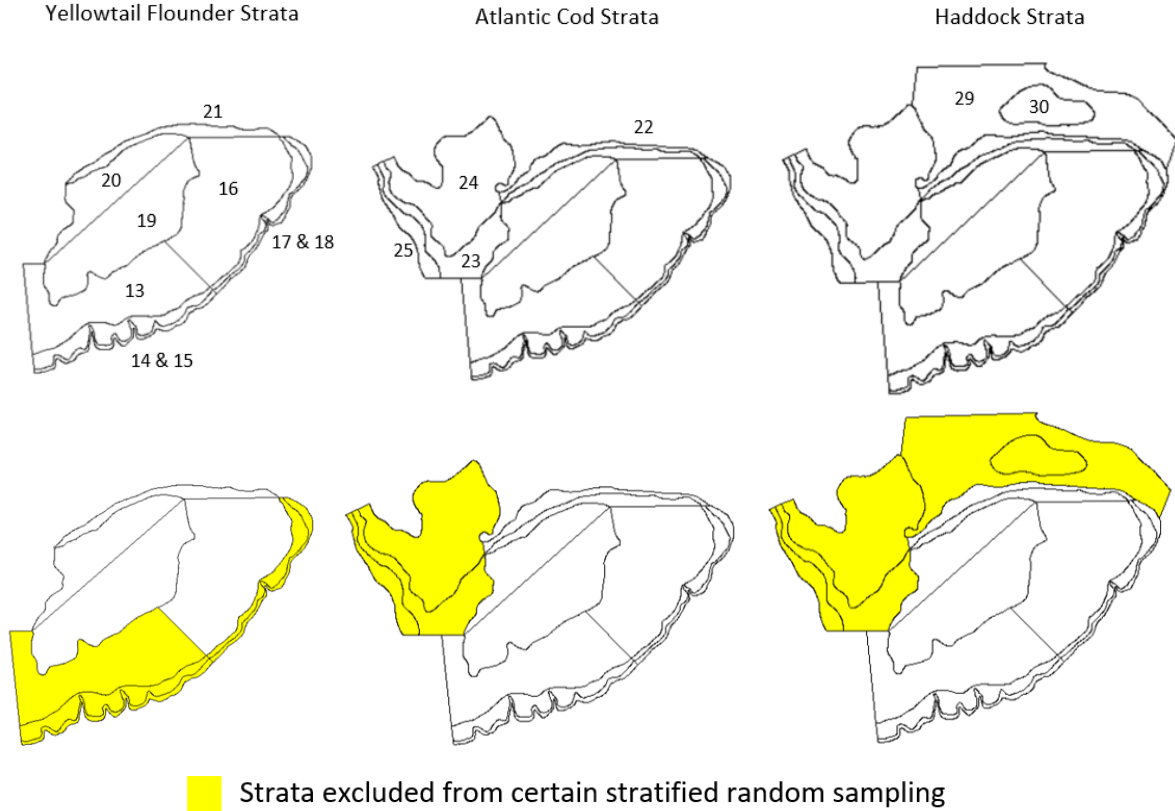 Yellowtail Flounder Strata
Atlantic Cod Strata
Haddock Strata
21
20
16
19
17 & 18
13
14 & 15
22
24
25
23
29
30
Strata excluded from certain stratified random sampling